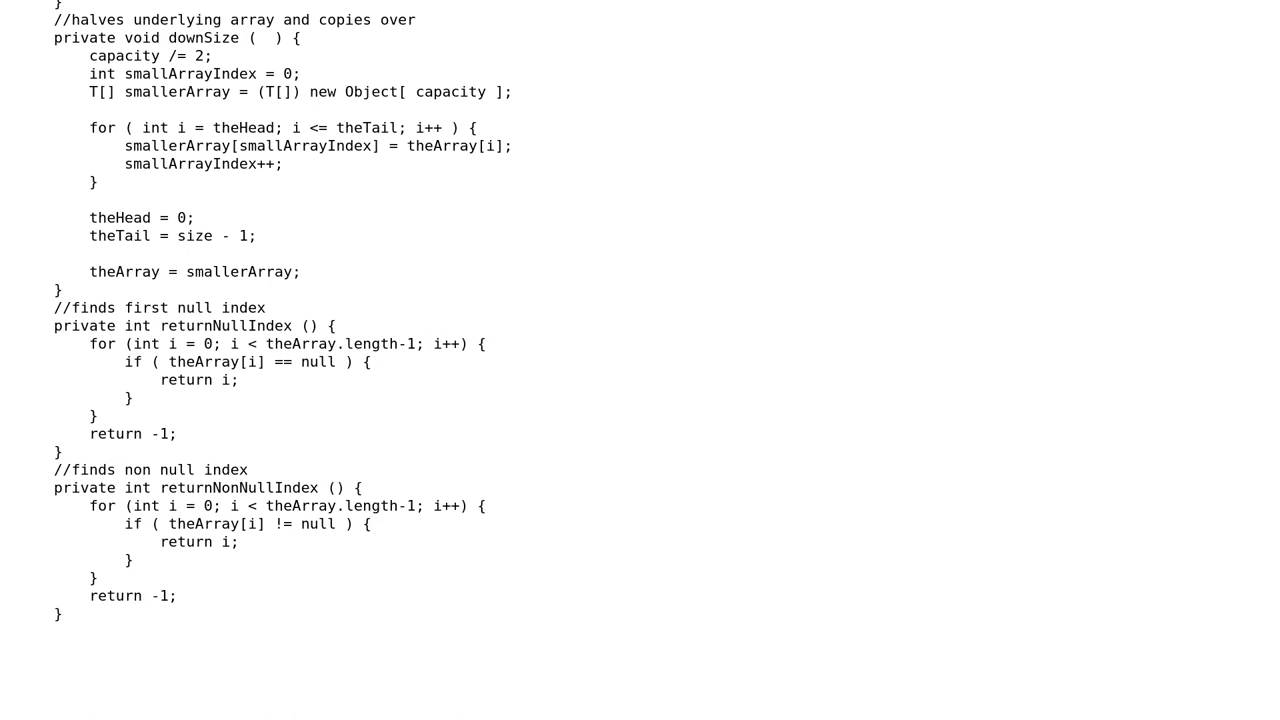 }
//halves underlying array and copies over
private void downSize (  ) {
    capacity /= 2;
    int smallArrayIndex = 0;
    T[] smallerArray = (T[]) new Object[ capacity ];

    for ( int i = theHead; i <= theTail; i++ ) {
        smallerArray[smallArrayIndex] = theArray[i];
        smallArrayIndex++;
    }

    theHead = 0;
    theTail = size - 1;

    theArray = smallerArray;
}
//finds first null index
private int returnNullIndex () {
    for (int i = 0; i < theArray.length-1; i++) {
        if ( theArray[i] == null ) {
            return i;
        }
    }
    return -1;
}
//finds non null index
private int returnNonNullIndex () {
    for (int i = 0; i < theArray.length-1; i++) {
        if ( theArray[i] != null ) {
            return i;
        }
    }
    return -1;
}